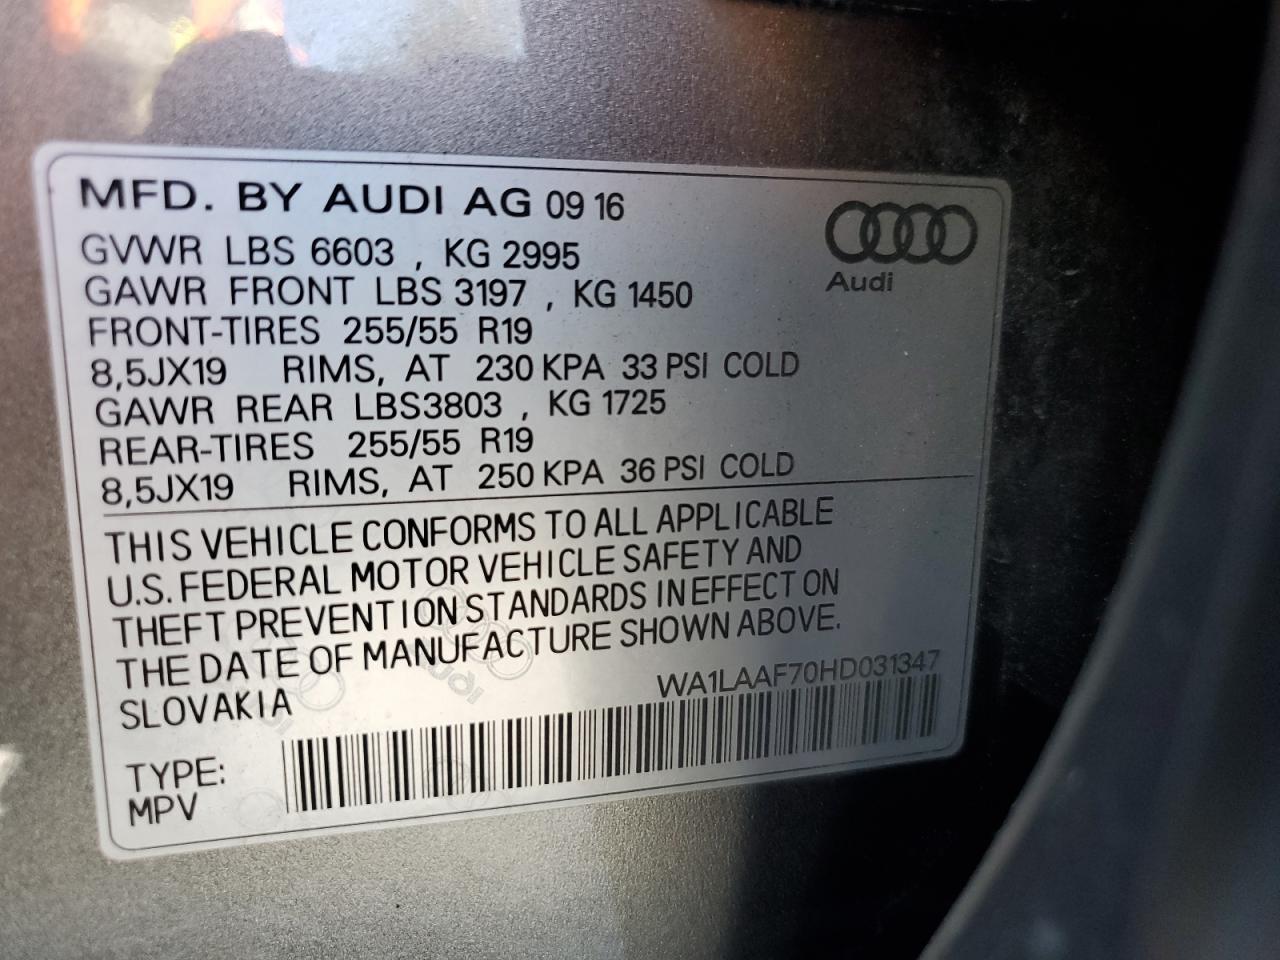 MFD. BY AUDI AG 09 16
GVWR LBS 6603 , KG 2995
GAWR FRONT LBS 3197 , KG 1450
FRONT-TIRES 255/55 R19
8,5JX19 RIMS, AT 230 KPA 33 PSI COLD
GAWR REAR LBS3803 , KG 1725
REAR-TIRES 255/55 R19
8,5JX19 RIMS, AT 250 KPA 36 PSI COLD
Audi
THIS VEHICLE CONFORMS TO ALL APPLICABLE
U.S. FEDERAL MOTOR VEHICLE SAFETY AND
THEFT PREVENTION STANDARDS IN EFFECT ON
THE DATE OF MANUFACTURE SHOWN ABOVE.
SLOVAKIA
WA1LAAF70HD031347
TYPE:
MPV